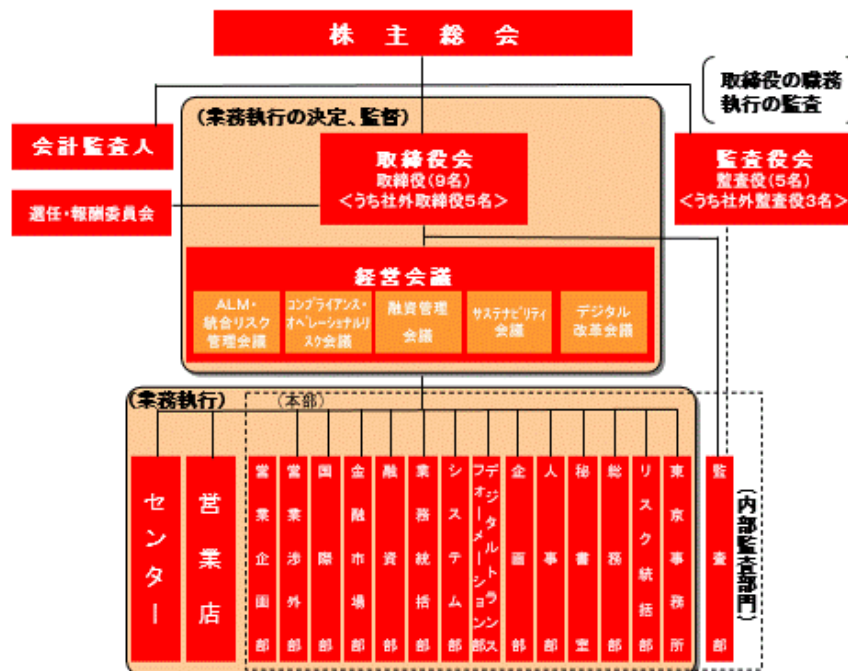 株主総会
取締役の職務
執行の監査
(業務執行の決定、監督)
会計監査人
取締役会
取締役(9名)
<うち社外取締役5名>
監査役会
監査役(5名)
<うち社外監査役3名>
選任・報酬委員会
経営会議
ALM・
統合リスク
管理会議
コンプライアンス・
オペレーショナルリ
スク会議
融資管理
会議
サステナビリティ
会議
デジタル
改革会議
(業務執行)
(本部)
センター
営業店
営業企画部
営業渉外部
国際部
金融市場部
融資部
業務統括部
システム部
デジタルトランス
フォーメーション部
企画部
人事部
秘書室
総務部
リスク統括部
東京事務所
監査部
(内部監査部門)